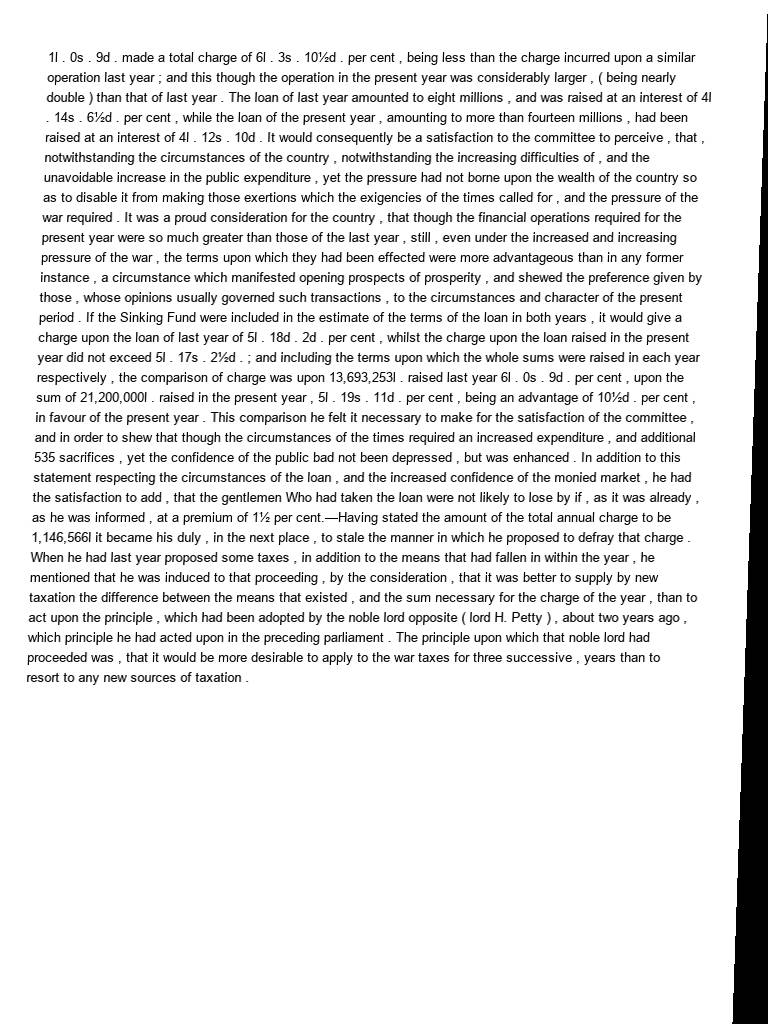 1l . 0s . 9d . made a total charge of 6l . 3s . 10½d . per cent , being less than the charge incurred upon a similar
operation last year ; and this though the operation in the present year was considerably larger , ( being nearly
double ) than that of last year . The loan of last year amounted to eight millions , and was raised at an interest of 4l
. 14s . 6½d . per cent , while the loan of the present year , amounting to more than fourteen millions , had been
raised at an interest of 4l . 12s . 10d . It would consequently be a satisfaction to the committee to perceive , that ,
notwithstanding the circumstances of the country , notwithstanding the increasing difficulties of , and the
unavoidable increase in the public expenditure , yet the pressure had not borne upon the wealth of the country so
as to disable it from making those exertions which the exigencies of the times called for , and the pressure of the
war required . It was a proud consideration for the country , that though the financial operations required for the
present year were so much greater than those of the last year , still , even under the increased and increasing
pressure of the war , the terms upon which they had been effected were more advantageous than in any former
instance , a circumstance which manifested opening prospects of prosperity , and shewed the preference given by
those , whose opinions usually governed such transactions , to the circumstances and character of the present
period . If the Sinking Fund were included in the estimate of the terms of the loan in both years , it would give a
charge upon the loan of last year of 5l . 18d . 2d . per cent , whilst the charge upon the loan raised in the present
year did not exceed 5l . 17s . 2½d . ; and including the terms upon which the whole sums were raised in each year
respectively , the comparison of charge was upon 13,693,253l . raised last year 6l . 0s . 9d . per cent , upon the
sum of 21,200,000l . raised in the present year , 5l . 19s . 11d . per cent , being an advantage of 10½d . per cent ,
in favour of the present year . This comparison he felt it necessary to make for the satisfaction of the committee ,
and in order to shew that though the circumstances of the times required an increased expenditure , and additional
535 sacrifices , yet the confidence of the public bad not been depressed , but was enhanced . In addition to this
statement respecting the circumstances of the loan , and the increased confidence of the monied market , he had
the satisfaction to add , that the gentlemen Who had taken the loan were not likely to lose by if , as it was already ,
as he was informed , at a premium of 1½ per cent.—Having stated the amount of the total annual charge to be
1,146,566l it became his duly , in the next place , to stale the manner in which he proposed to defray that charge .
When he had last year proposed some taxes , in addition to the means that had fallen in within the year , he
mentioned that he was induced to that proceeding , by the consideration , that it was better to supply by new
taxation the difference between the means that existed , and the sum necessary for the charge of the year , than to
act upon the principle , which had been adopted by the noble lord opposite ( lord H. Petty ) , about two years ago ,
which principle he had acted upon in the preceding parliament . The principle upon which that noble lord had
proceeded was , that it would be more desirable to apply to the war taxes for three successive , years than to
resort to any new sources of taxation .